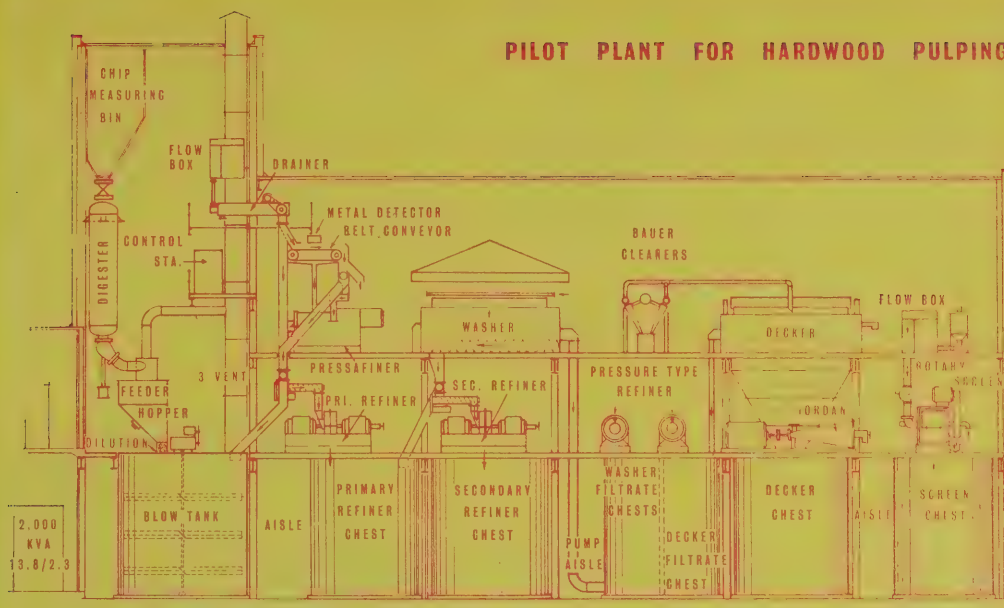 PILOT PLANT FOR HARDWOOD PULPING
CHIP
MEASURING
BIN
FLOW
BOX
DRAINER
METAL DETECTOR
BELT CONVEYOR
CONTROL
STA.
DIGESTER
BAUER
CLEANERS
FLOW BOX
WASHER
DECKER
PRESSAFINER
3 VENT
FEEDER
HOPPER
DILUTION
PRI. REFINER
SEC. REFINER
PRESSURE TYPE
REFINER
JORDAN
ROTARY
SCREEN
2,000
KVA
13.8/2.3
BLOW TANK
AISLE
PRIMARY
REFINER
CHEST
SECONDARY
REFINER
CHEST
PUMP
AISLE
WASHER
FILTRATE
CHESTS
DECKER
FILTRATE
CHEST
DECKER
CHEST
AISLE
SCREEN
CHEST